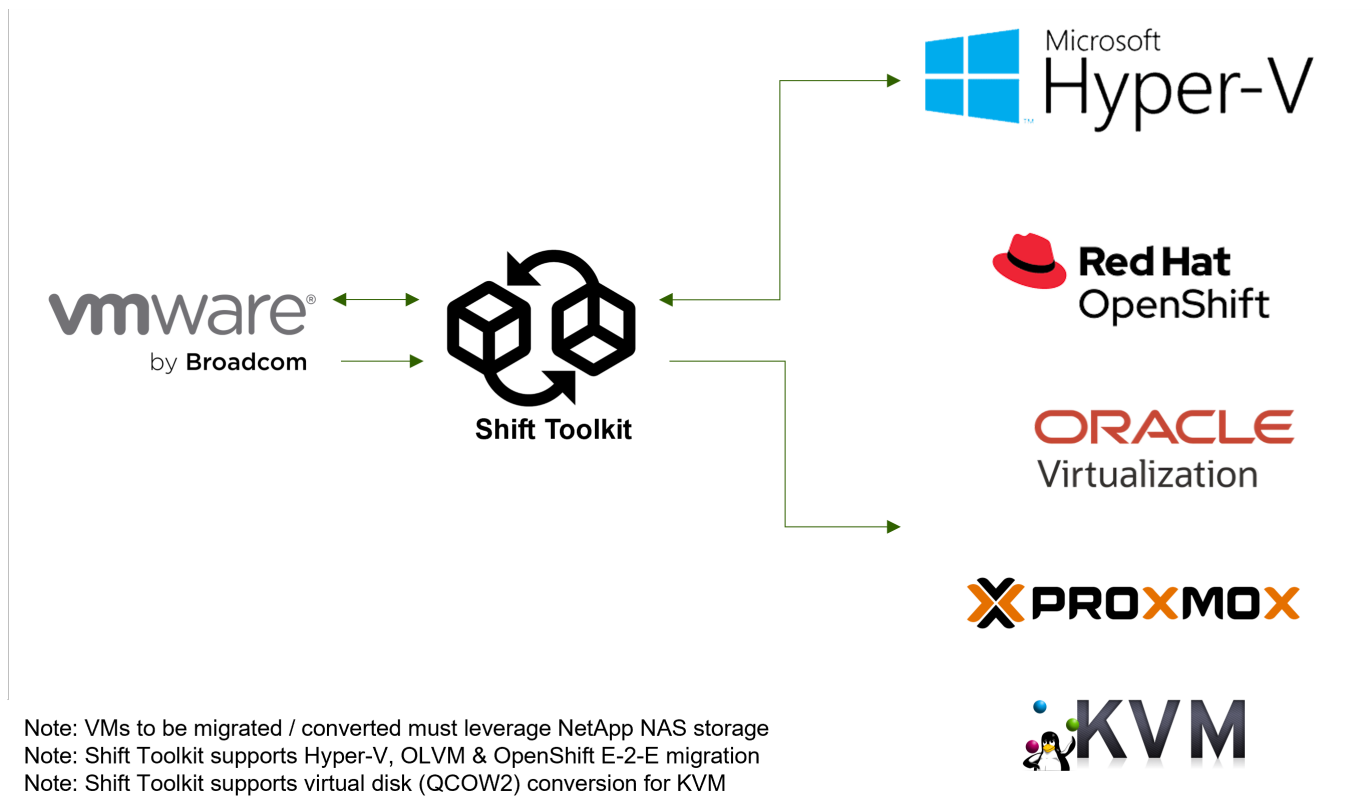 Microsoft
Hyper-V
™
Red Hat
OpenShift
vmware®
by Broadcom
Shift Toolkit
ORACLE
Virtualization
PROXMOX
KVM
Note: VMs to be migrated / converted must leverage NetApp NAS storage
Note: Shift Toolkit supports Hyper-V, OLVM & OpenShift E-2-E migration
Note: Shift Toolkit supports virtual disk (QCOW2) conversion for KVM